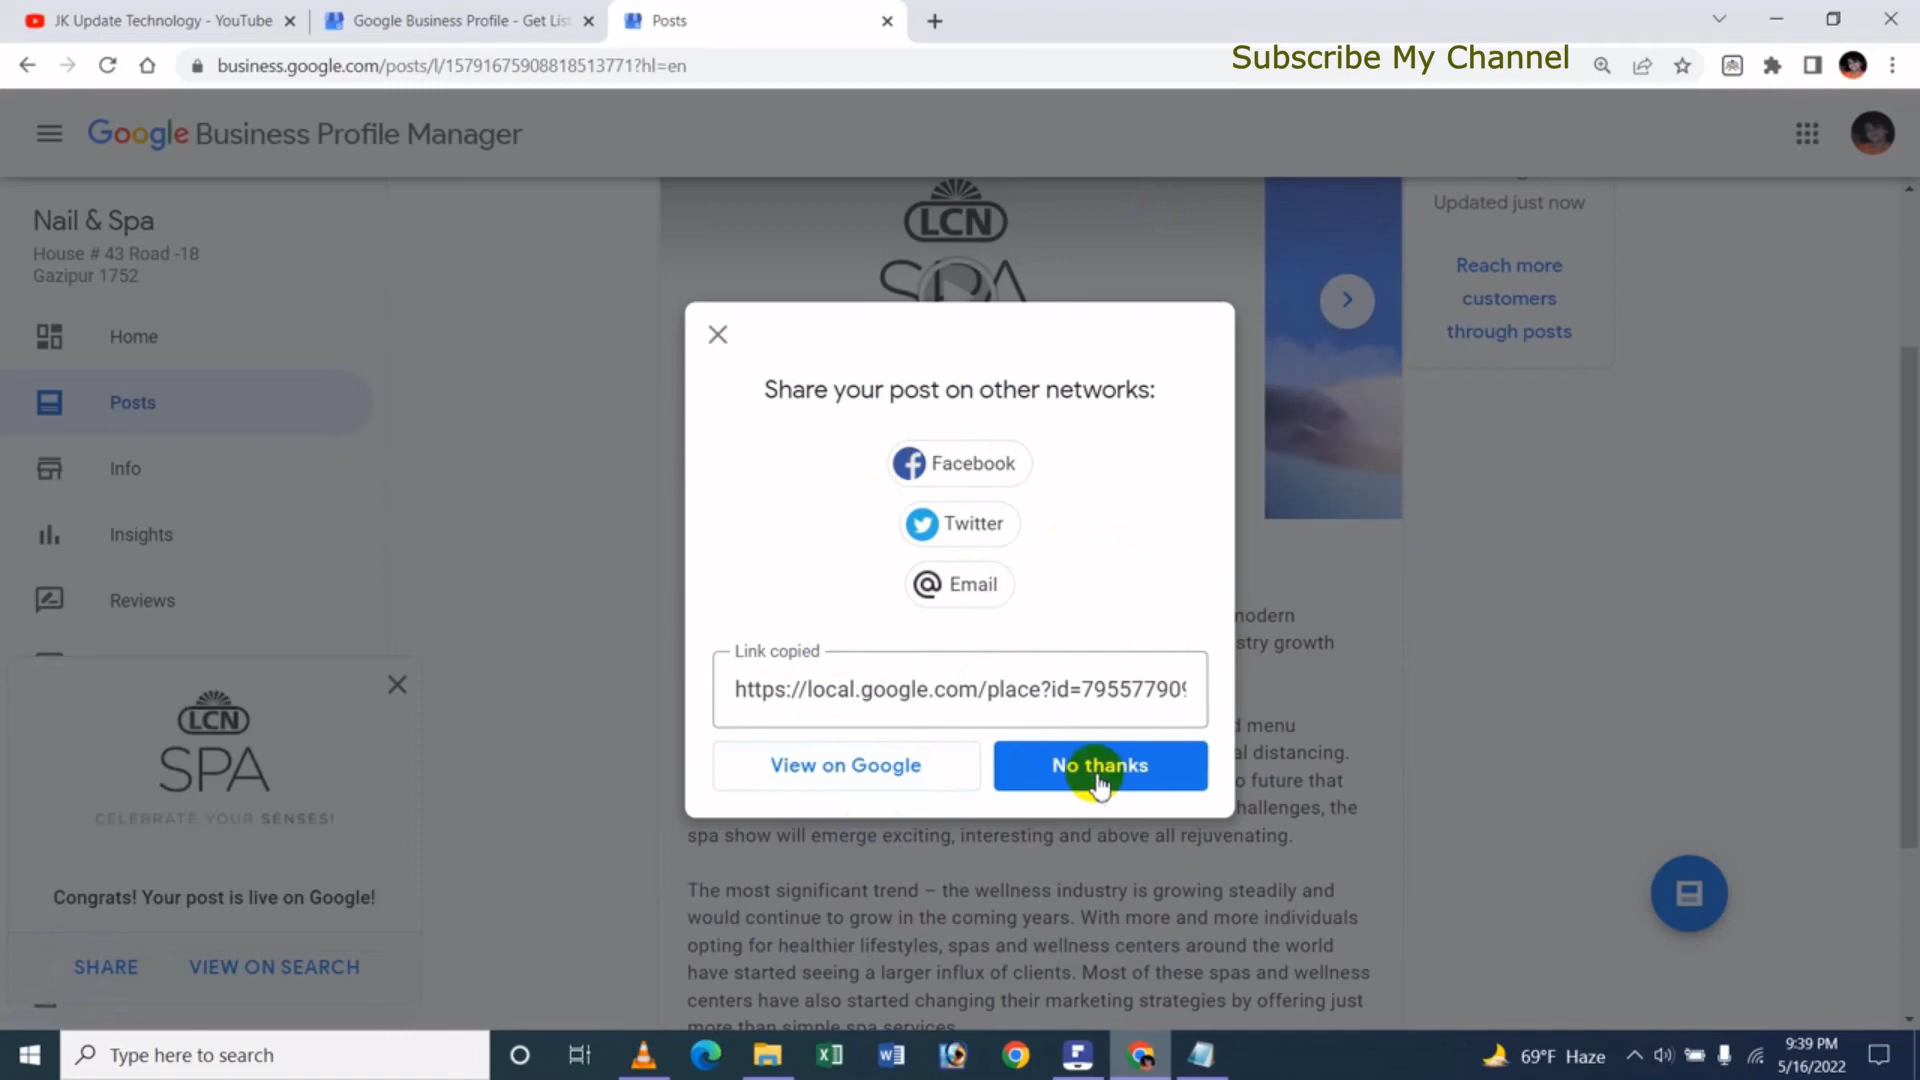 JK Update Technology - YouTube
Google Business Profile - Get List
Posts
business.google.com/posts/l/15791675908818513771?hl=en
Subscribe My Channel
Google Business Profile Manager
Nail & Spa
House # 43 Road -18
Gazipur 1752
Home
Posts
Info
Insights
Reviews
LCN
SPA
CELEBRATE YOUR SENSES!
Congrats! Your post is live on Google!
SHARE
VIEW ON SEARCH
LCN
SPA
Updated just now
Reach more
customers
through posts
Share your post on other networks:
Facebook
Twitter
Email
Link copied
https://local.google.com/place?id=795577909
View on Google
No thanks
modern
stry growth
d menu
al distancing.
o future that
hallenges, the
spa show will emerge exciting, interesting and above all rejuvenating.
The most significant trend – the wellness industry is growing steadily and
would continue to grow in the coming years. With more and more individuals
opting for healthier lifestyles, spas and wellness centers around the world
have started seeing a larger influx of clients. Most of these spas and wellness
centers have also started changing their marketing strategies by offering just
more than simple spa services.
Type here to search
69°F Haze
9:39 PM
5/16/2022